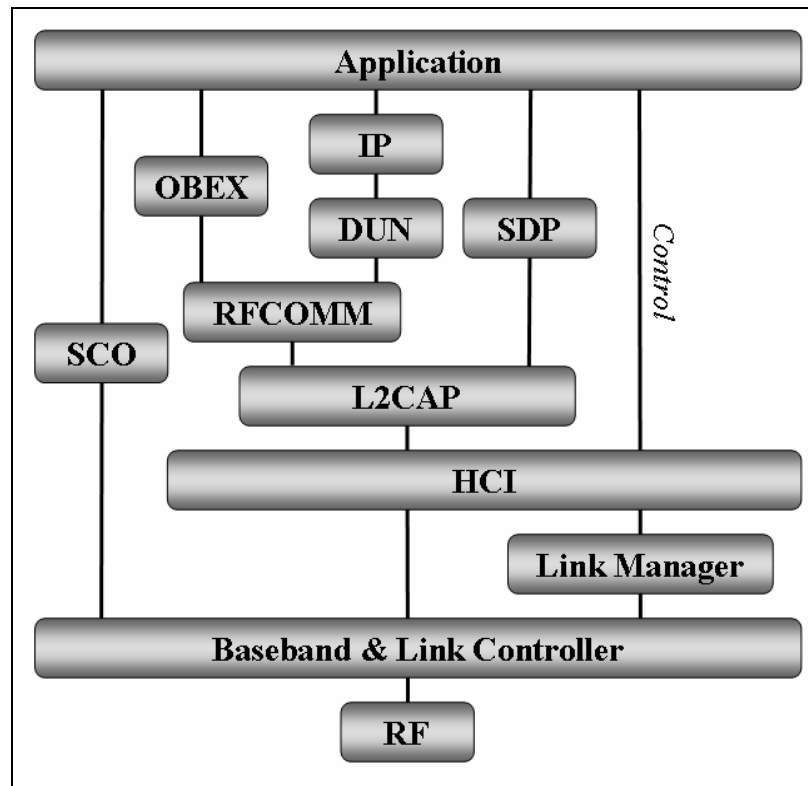 Application
IP
OBEX
DUN
SDP
Control
RFCOMM
SCO
L2CAP
HCI
Link Manager
Baseband & Link Controller
RF